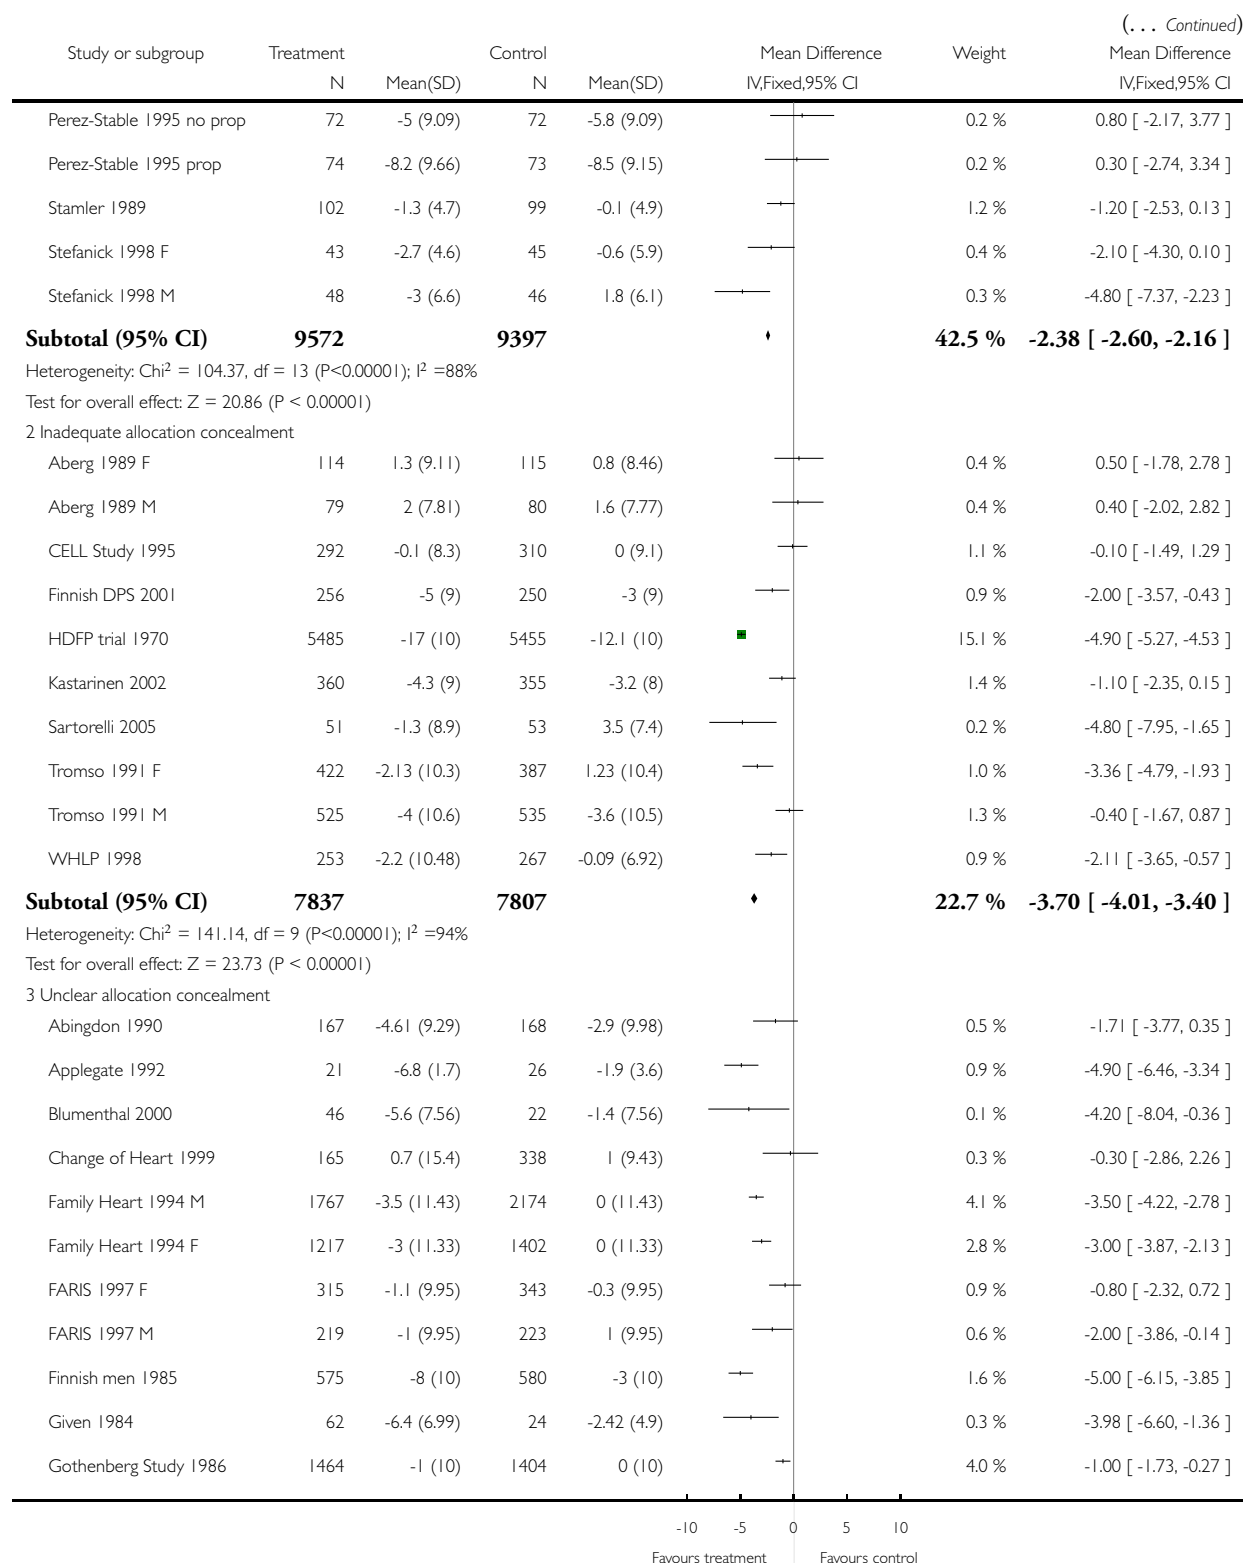 (... Continued)
Study or subgroup Treatment Control Mean Difference Weight Mean Difference
N Mean(SD) N Mean(SD) IV,Fixed,95% CI IV,Fixed,95% CI
Perez-Stable 1995 no prop 72 -5 (9.09) 72 -5.8 (9.09) 0.2 % 0.80 [ -2.17, 3.77 ]
Perez-Stable 1995 prop 74 -8.2 (9.66) 73 -8.5 (9.15) 0.2 % 0.30 [ -2.74, 3.34 ]
Stamler 1989 102 -1.3 (4.7) 99 -0.1 (4.9) 1.2 % -1.20 [ -2.53, 0.13 ]
Stefanick 1998 F 43 -2.7 (4.6) 45 -0.6 (5.9) 0.4 % -2.10 [ -4.30, 0.10 ]
Stefanick 1998 M 48 -3 (6.6) 46 1.8 (6.1) 0.3 % -4.80 [ -7.37, -2.23 ]
Subtotal (95% CI) 9572 9397 42.5 % -2.38 [ -2.60, -2.16 ]
Heterogeneity: Chi² = 104.37, df = 13 (P<0.00001); I² =88%
Test for overall effect: Z = 20.86 (P < 0.00001)
2 Inadequate allocation concealment
Aberg 1989 F 114 1.3 (9.11) 115 0.8 (8.46) 0.4 % 0.50 [ -1.78, 2.78 ]
Aberg 1989 M 79 2 (7.81) 80 1.6 (7.77) 0.4 % 0.40 [ -2.02, 2.82 ]
CELL Study 1995 292 -0.1 (8.3) 310 0 (9.1) 1.1 % -0.10 [ -1.49, 1.29 ]
Finnish DPS 2001 256 -5 (9) 250 -3 (9) 0.9 % -2.00 [ -3.57, -0.43 ]
HDFP trial 1970 5485 -17 (10) 5455 -12.1 (10) 15.1 % -4.90 [ -5.27, -4.53 ]
Kastarinen 2002 360 -4.3 (9) 355 -3.2 (8) 1.4 % -1.10 [ -2.35, 0.15 ]
Sartorelli 2005 51 -1.3 (8.9) 53 3.5 (7.4) 0.2 % -4.80 [ -7.95, -1.65 ]
Tromso 1991 F 422 -2.13 (10.3) 387 1.23 (10.4) 1.0 % -3.36 [ -4.79, -1.93 ]
Tromso 1991 M 525 -4 (10.6) 535 -3.6 (10.5) 1.3 % -0.40 [ -1.67, 0.87 ]
WHLP 1998 253 -2.2 (10.48) 267 -0.09 (6.92) 0.9 % -2.11 [ -3.65, -0.57 ]
Subtotal (95% CI) 7837 7807 22.7 % -3.70 [ -4.01, -3.40 ]
Heterogeneity: Chi² = 141.14, df = 9 (P<0.00001); I² =94%
Test for overall effect: Z = 23.73 (P < 0.00001)
3 Unclear allocation concealment
Abingdon 1990 167 -4.61 (9.29) 168 -2.9 (9.98) 0.5 % -1.71 [ -3.77, 0.35 ]
Applegate 1992 21 -6.8 (1.7) 26 -1.9 (3.6) 0.9 % -4.90 [ -6.46, -3.34 ]
Blumenthal 2000 46 -5.6 (7.56) 22 -1.4 (7.56) 0.1 % -4.20 [ -8.04, -0.36 ]
Change of Heart 1999 165 0.7 (15.4) 338 1 (9.43) 0.3 % -0.30 [ -2.86, 2.26 ]
Family Heart 1994 M 1767 -3.5 (11.43) 2174 0 (11.43) 4.1 % -3.50 [ -4.22, -2.78 ]
Family Heart 1994 F 1217 -3 (11.33) 1402 0 (11.33) 2.8 % -3.00 [ -3.87, -2.13 ]
FARIS 1997 F 315 -1.1 (9.95) 343 -0.3 (9.95) 0.9 % -0.80 [ -2.32, 0.72 ]
FARIS 1997 M 219 -1 (9.95) 223 1 (9.95) 0.6 % -2.00 [ -3.86, -0.14 ]
Finnish men 1985 575 -8 (10) 580 -3 (10) 1.6 % -5.00 [ -6.15, -3.85 ]
Given 1984 62 -6.4 (6.99) 24 -2.42 (4.9) 0.3 % -3.98 [ -6.60, -1.36 ]
Gothenberg Study 1986 1464 -1 (10) 1404 0 (10) 4.0 % -1.00 [ -1.73, -0.27 ]
-10 -5 0 5 10
Favours treatment Favours control